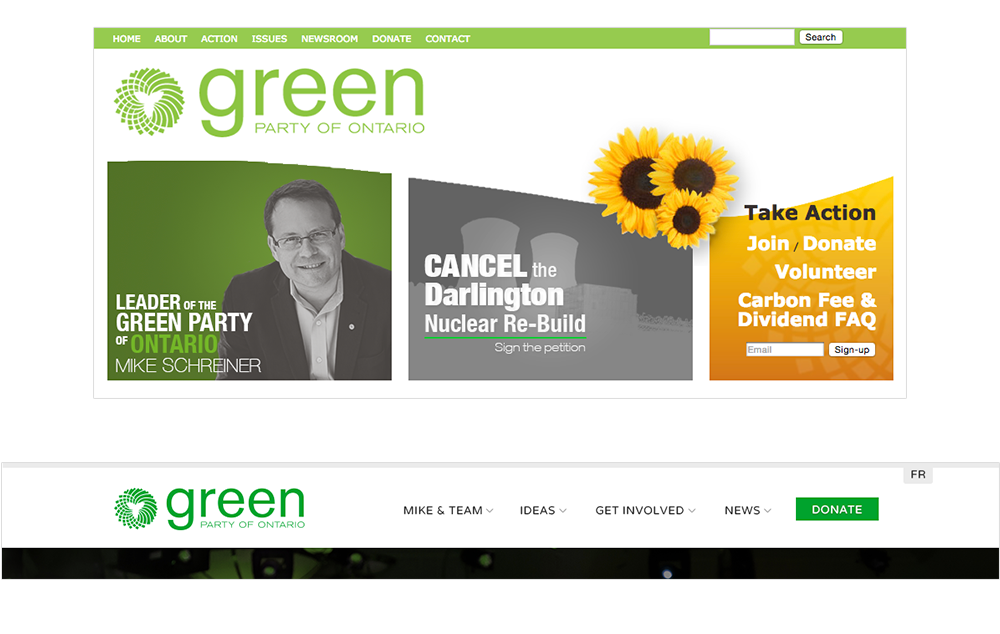 HOME ABOUT ACTION ISSUES NEWSROOM DONATE CONTACT Search
green
PARTY OF ONTARIO
LEADER OF THE
GREEN PARTY
OF ONTARIO
MIKE SCHREINER
CANCEL the
Darlington
Nuclear Re-Build
Sign the petition
Take Action
Join / Donate
Volunteer
Carbon Fee &
Dividend FAQ
Email Sign-up
FR
green
PARTY OF ONTARIO
MIKE & TEAM IDEAS GET INVOLVED NEWS DONATE